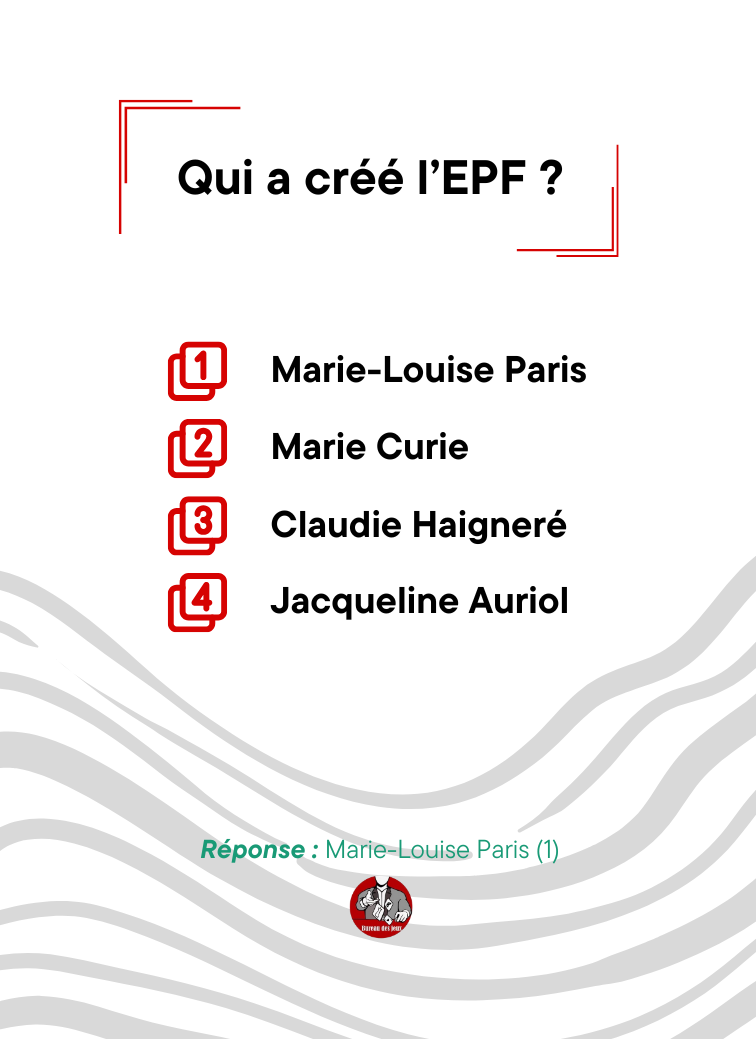 Qui a créé l’EPF ?
1 Marie-Louise Paris
2 Marie Curie
3 Claudie Haigneré
4 Jacqueline Auriol
Réponse : Marie-Louise Paris (1)
Bureau des Jeux